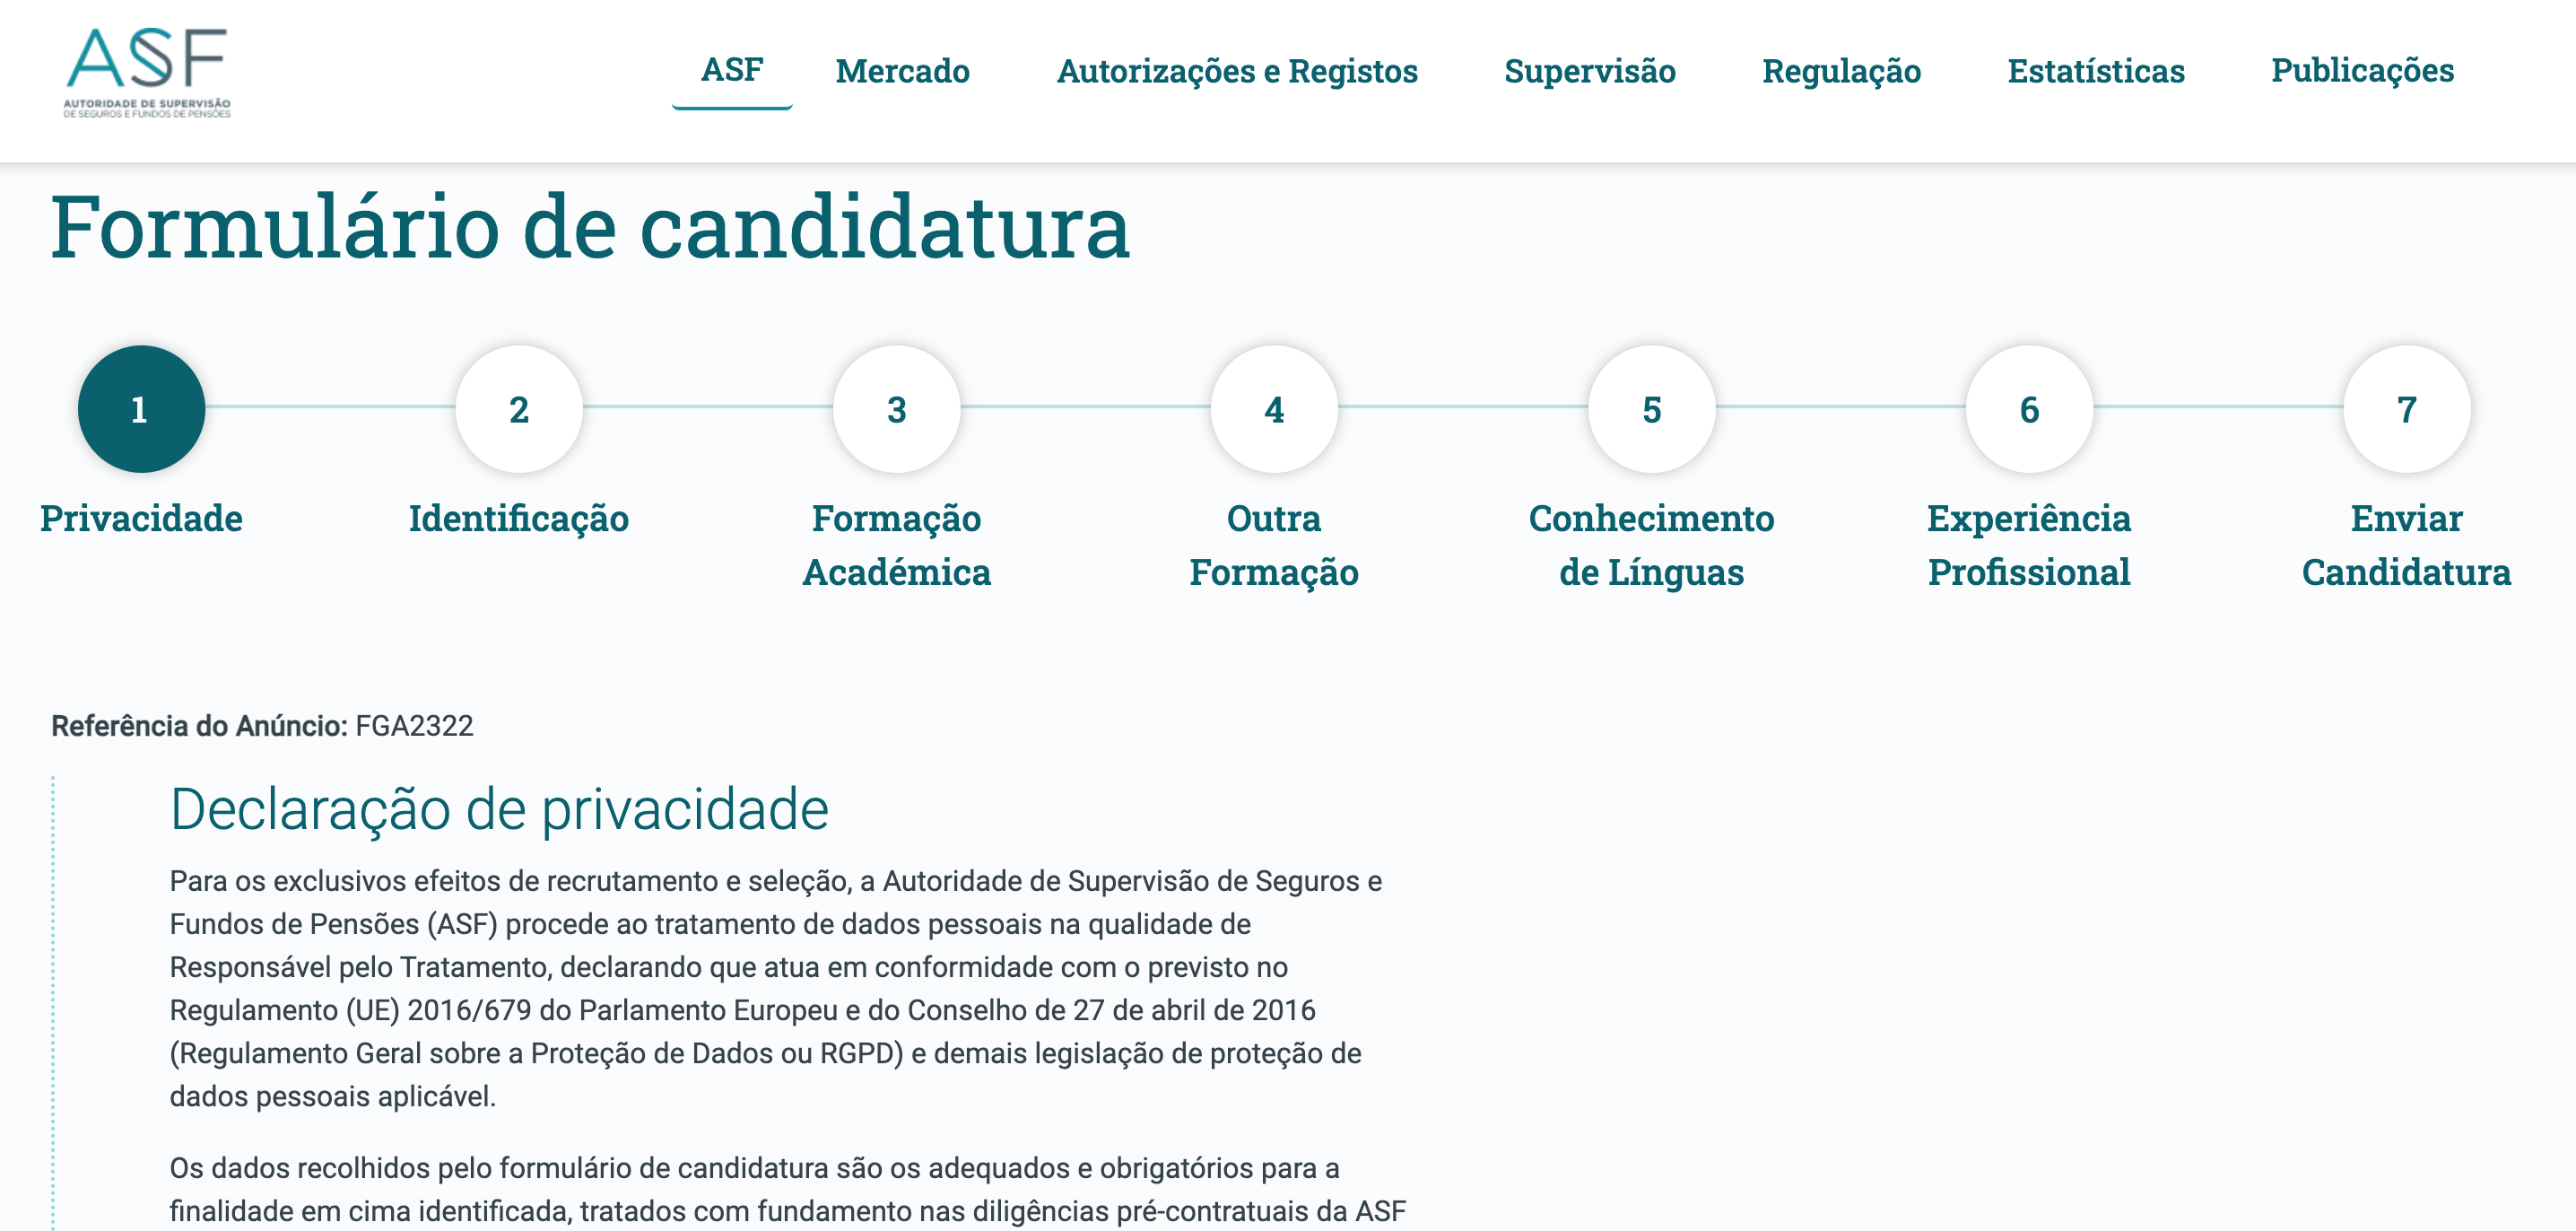 ASF
AUTORIDADE DE SUPERVISÃO
DE SEGUROS E FUNDOS DE PENSÕES
ASF
Mercado
Autorizações e Registos
Supervisão
Regulação
Estatísticas
Publicações
Formulário de candidatura
1
Privacidade
2
Identificação
3
Formação
Académica
4
Outra
Formação
5
Conhecimento
de Línguas
6
Experiência
Profissional
7
Enviar
Candidatura
Referência do Anúncio: FGA2322
Declaração de privacidade
Para os exclusivos efeitos de recrutamento e seleção, a Autoridade de Supervisão de Seguros e
Fundos de Pensões (ASF) procede ao tratamento de dados pessoais na qualidade de
Responsável pelo Tratamento, declarando que atua em conformidade com o previsto no
Regulamento (UE) 2016/679 do Parlamento Europeu e do Conselho de 27 de abril de 2016
(Regulamento Geral sobre a Proteção de Dados ou RGPD) e demais legislação de proteção de
dados pessoais aplicável.
Os dados recolhidos pelo formulário de candidatura são os adequados e obrigatórios para a
finalidade em cima identificada, tratados com fundamento nas diligências pré-contratuais da ASF